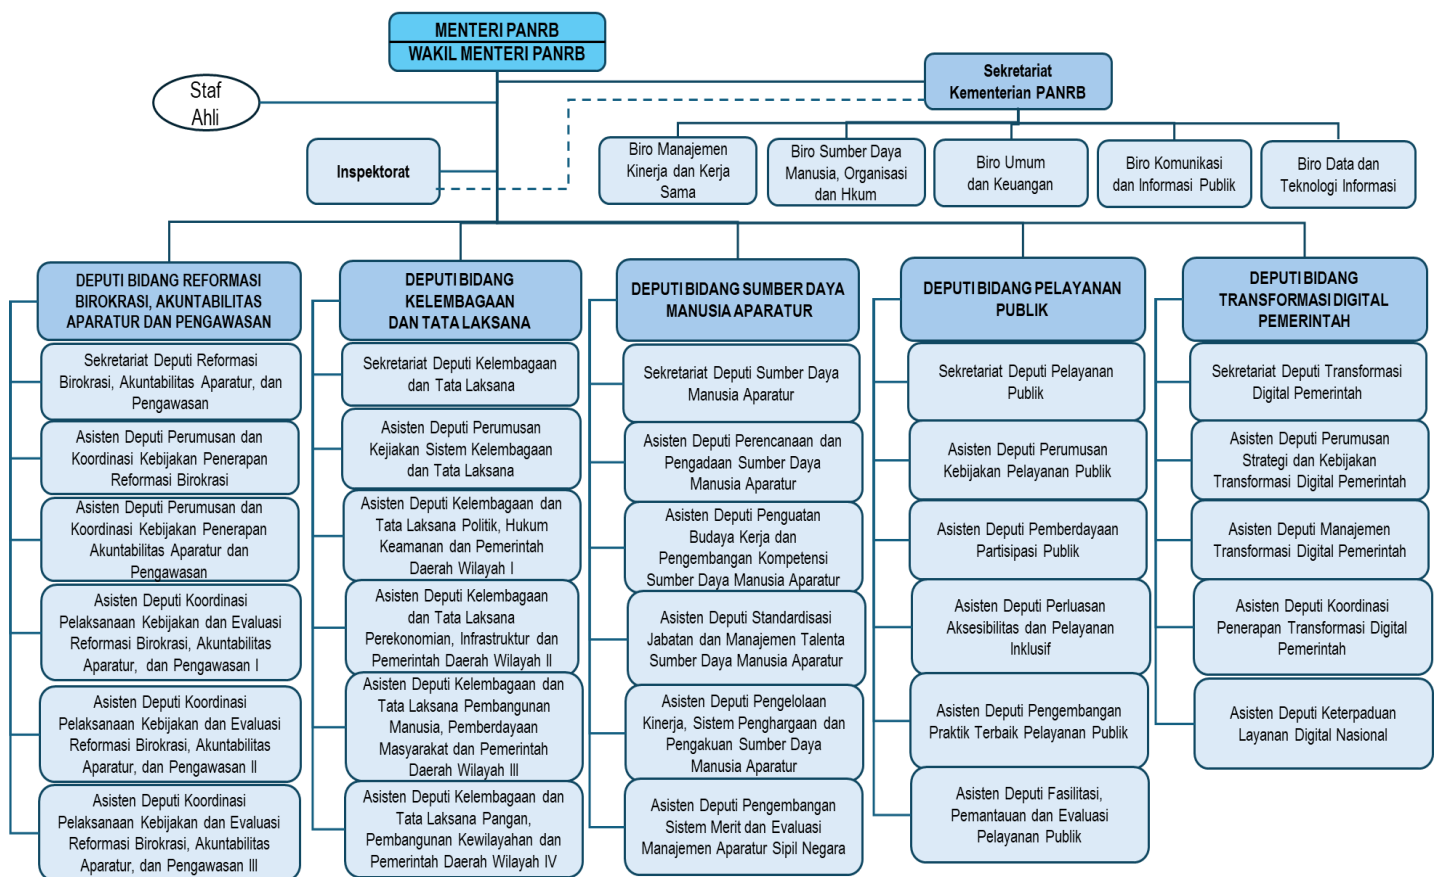 MENTERI PANRB
WAKIL MENTERI PANRB
Staf
Ahli
Sekretariat
Kementerian PANRB
Inspektorat
Biro Manajemen
Kinerja dan Kerja
Sama
Biro Sumber Daya
Manusia, Organisasi
dan Hkum
Biro Umum
dan Keuangan
Biro Komunikasi
dan Informasi Publik
Biro Data dan
Teknologi Informasi
DEPUTI BIDANG REFORMASI
BIROKRASI, AKUNTABILITAS
APARATUR DAN PENGAWASAN
Sekretariat Deputi Reformasi
Birokrasi, Akuntabilitas Aparatur, dan
Pengawasan
Asisten Deputi Perumusan dan
Koordinasi Kebijakan Penerapan
Reformasi Birokrasi
Asisten Deputi Perumusan dan
Koordinasi Kebijakan Penerapan
Akuntabilitas Aparatur dan
Pengawasan
Asisten Deputi Koordinasi
Pelaksanaan Kebijakan dan Evaluasi
Reformasi Birokrasi, Akuntabilitas
Aparatur, dan Pengawasan I
Asisten Deputi Koordinasi
Pelaksanaan Kebijakan dan Evaluasi
Reformasi Birokrasi, Akuntabilitas
Aparatur, dan Pengawasan II
Asisten Deputi Koordinasi
Pelaksanaan Kebijakan dan Evaluasi
Reformasi Birokrasi, Akuntabilitas
Aparatur, dan Pengawasan III
DEPUTI BIDANG
KELEMBAGAAN
DAN TATA LAKSANA
Sekretariat Deputi Kelembagaan
dan Tata Laksana
Asisten Deputi Perumusan
Kejiakan Sistem Kelembagaan
dan Tata Laksana
Asisten Deputi Kelembagaan dan
Tata Laksana Politik, Hukum
Keamanan dan Pemerintah
Daerah Wilayah I
Asisten Deputi Kelembagaan
dan Tata Laksana
Perekonomian, Infrastruktur dan
Pemerintah Daerah Wilayah II
Asisten Deputi Kelembagaan dan
Tata Laksana Pembangunan
Manusia, Pemberdayaan
Masyarakat dan Pemerintah
Daerah Wilayah III
Asisten Deputi Kelembagaan dan
Tata Laksana Pangan,
Pembangunan Kewilayahan dan
Pemerintah Daerah Wilayah IV
DEPUTI BIDANG SUMBER DAYA
MANUSIA APARATUR
Sekretariat Deputi Sumber Daya
Manusia Aparatur
Asisten Deputi Perencanaan dan
Pengadaan Sumber Daya
Manusia Aparatur
Asisten Deputi Penguatan
Budaya Kerja dan
Pengembangan Kompetensi
Sumber Daya Manusia Aparatur
Asisten Deputi Standardisasi
Jabatan dan Manajemen Talenta
Sumber Daya Manusia Aparatur
Asisten Deputi Pengelolaan
Kinerja, Sistem Penghargaan dan
Pengakuan Sumber Daya
Manusia Aparatur
Asisten Deputi Pengembangan
Sistem Merit dan Evaluasi
Manajemen Aparatur Sipil Negara
DEPUTI BIDANG PELAYANAN
PUBLIK
Sekretariat Deputi Pelayanan
Publik
Asisten Deputi Perumusan
Kebijakan Pelayanan Publik
Asisten Deputi Pemberdayaan
Partisipasi Publik
Asisten Deputi Perluasan
Aksesibilitas dan Pelayanan
Inklusif
Asisten Deputi Pengembangan
Praktik Terbaik Pelayanan Publik
Asisten Deputi Fasilitasi,
Pemantauan dan Evaluasi
Pelayanan Publik
DEPUTI BIDANG
TRANSFORMASI DIGITAL
PEMERINTAH
Sekretariat Deputi Transformasi
Digital Pemerintah
Asisten Deputi Perumusan
Strategi dan Kebijakan
Transformasi Digital Pemerintah
Asisten Deputi Manajemen
Transformasi Digital Pemerintah
Asisten Deputi Koordinasi
Penerapan Transformasi Digital
Pemerintah
Asisten Deputi Keterpaduan
Layanan Digital Nasional